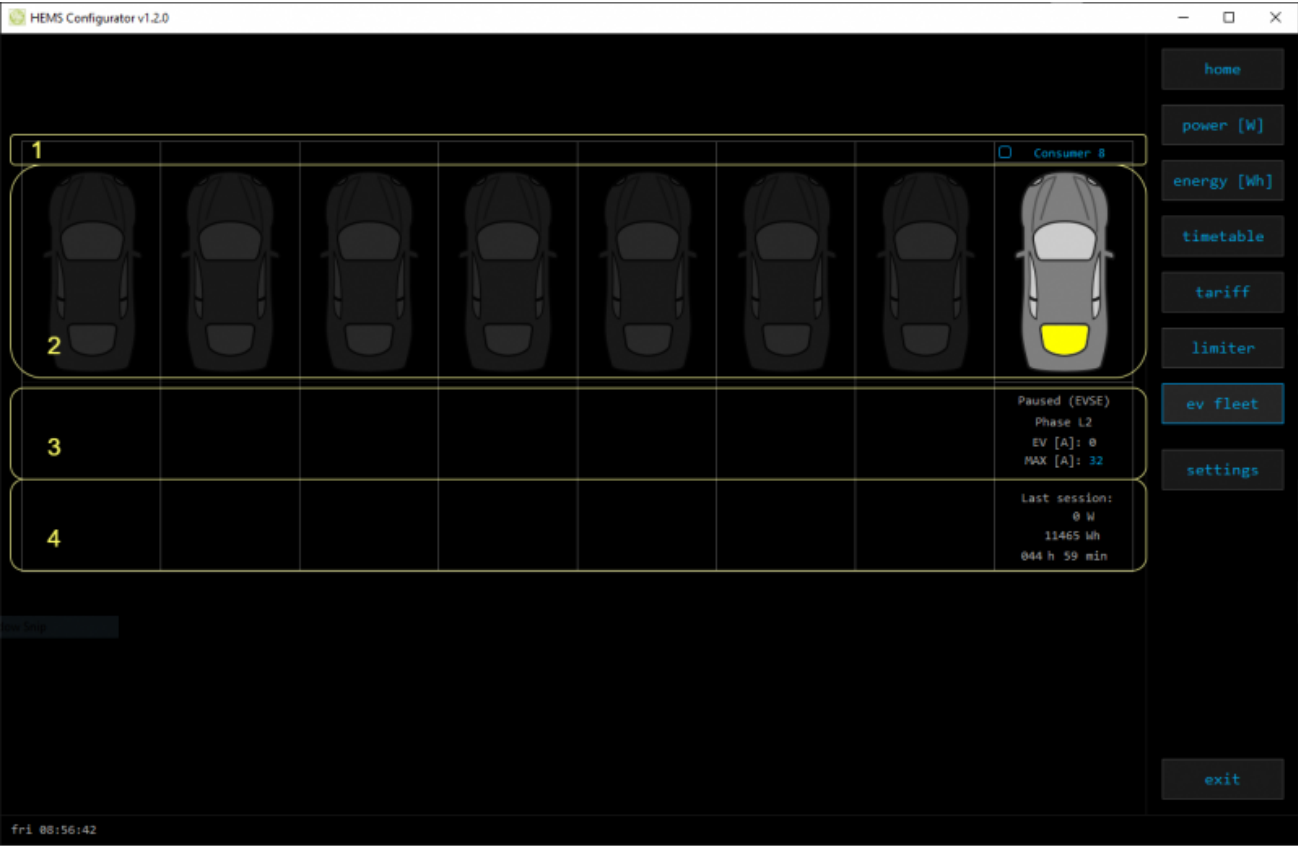 HEMS Configurator v1.2.0
home
power [W]
energy [Wh]
timetable
tariff
limiter
ev fleet
settings
exit
1
Consumer 8
2
3
Paused (EVSE)
Phase L2
EV [A]: 0
MAX [A]: 32
4
Last session:
0 W
11465 Wh
044 h 59 min
Snip
fri 08:56:42